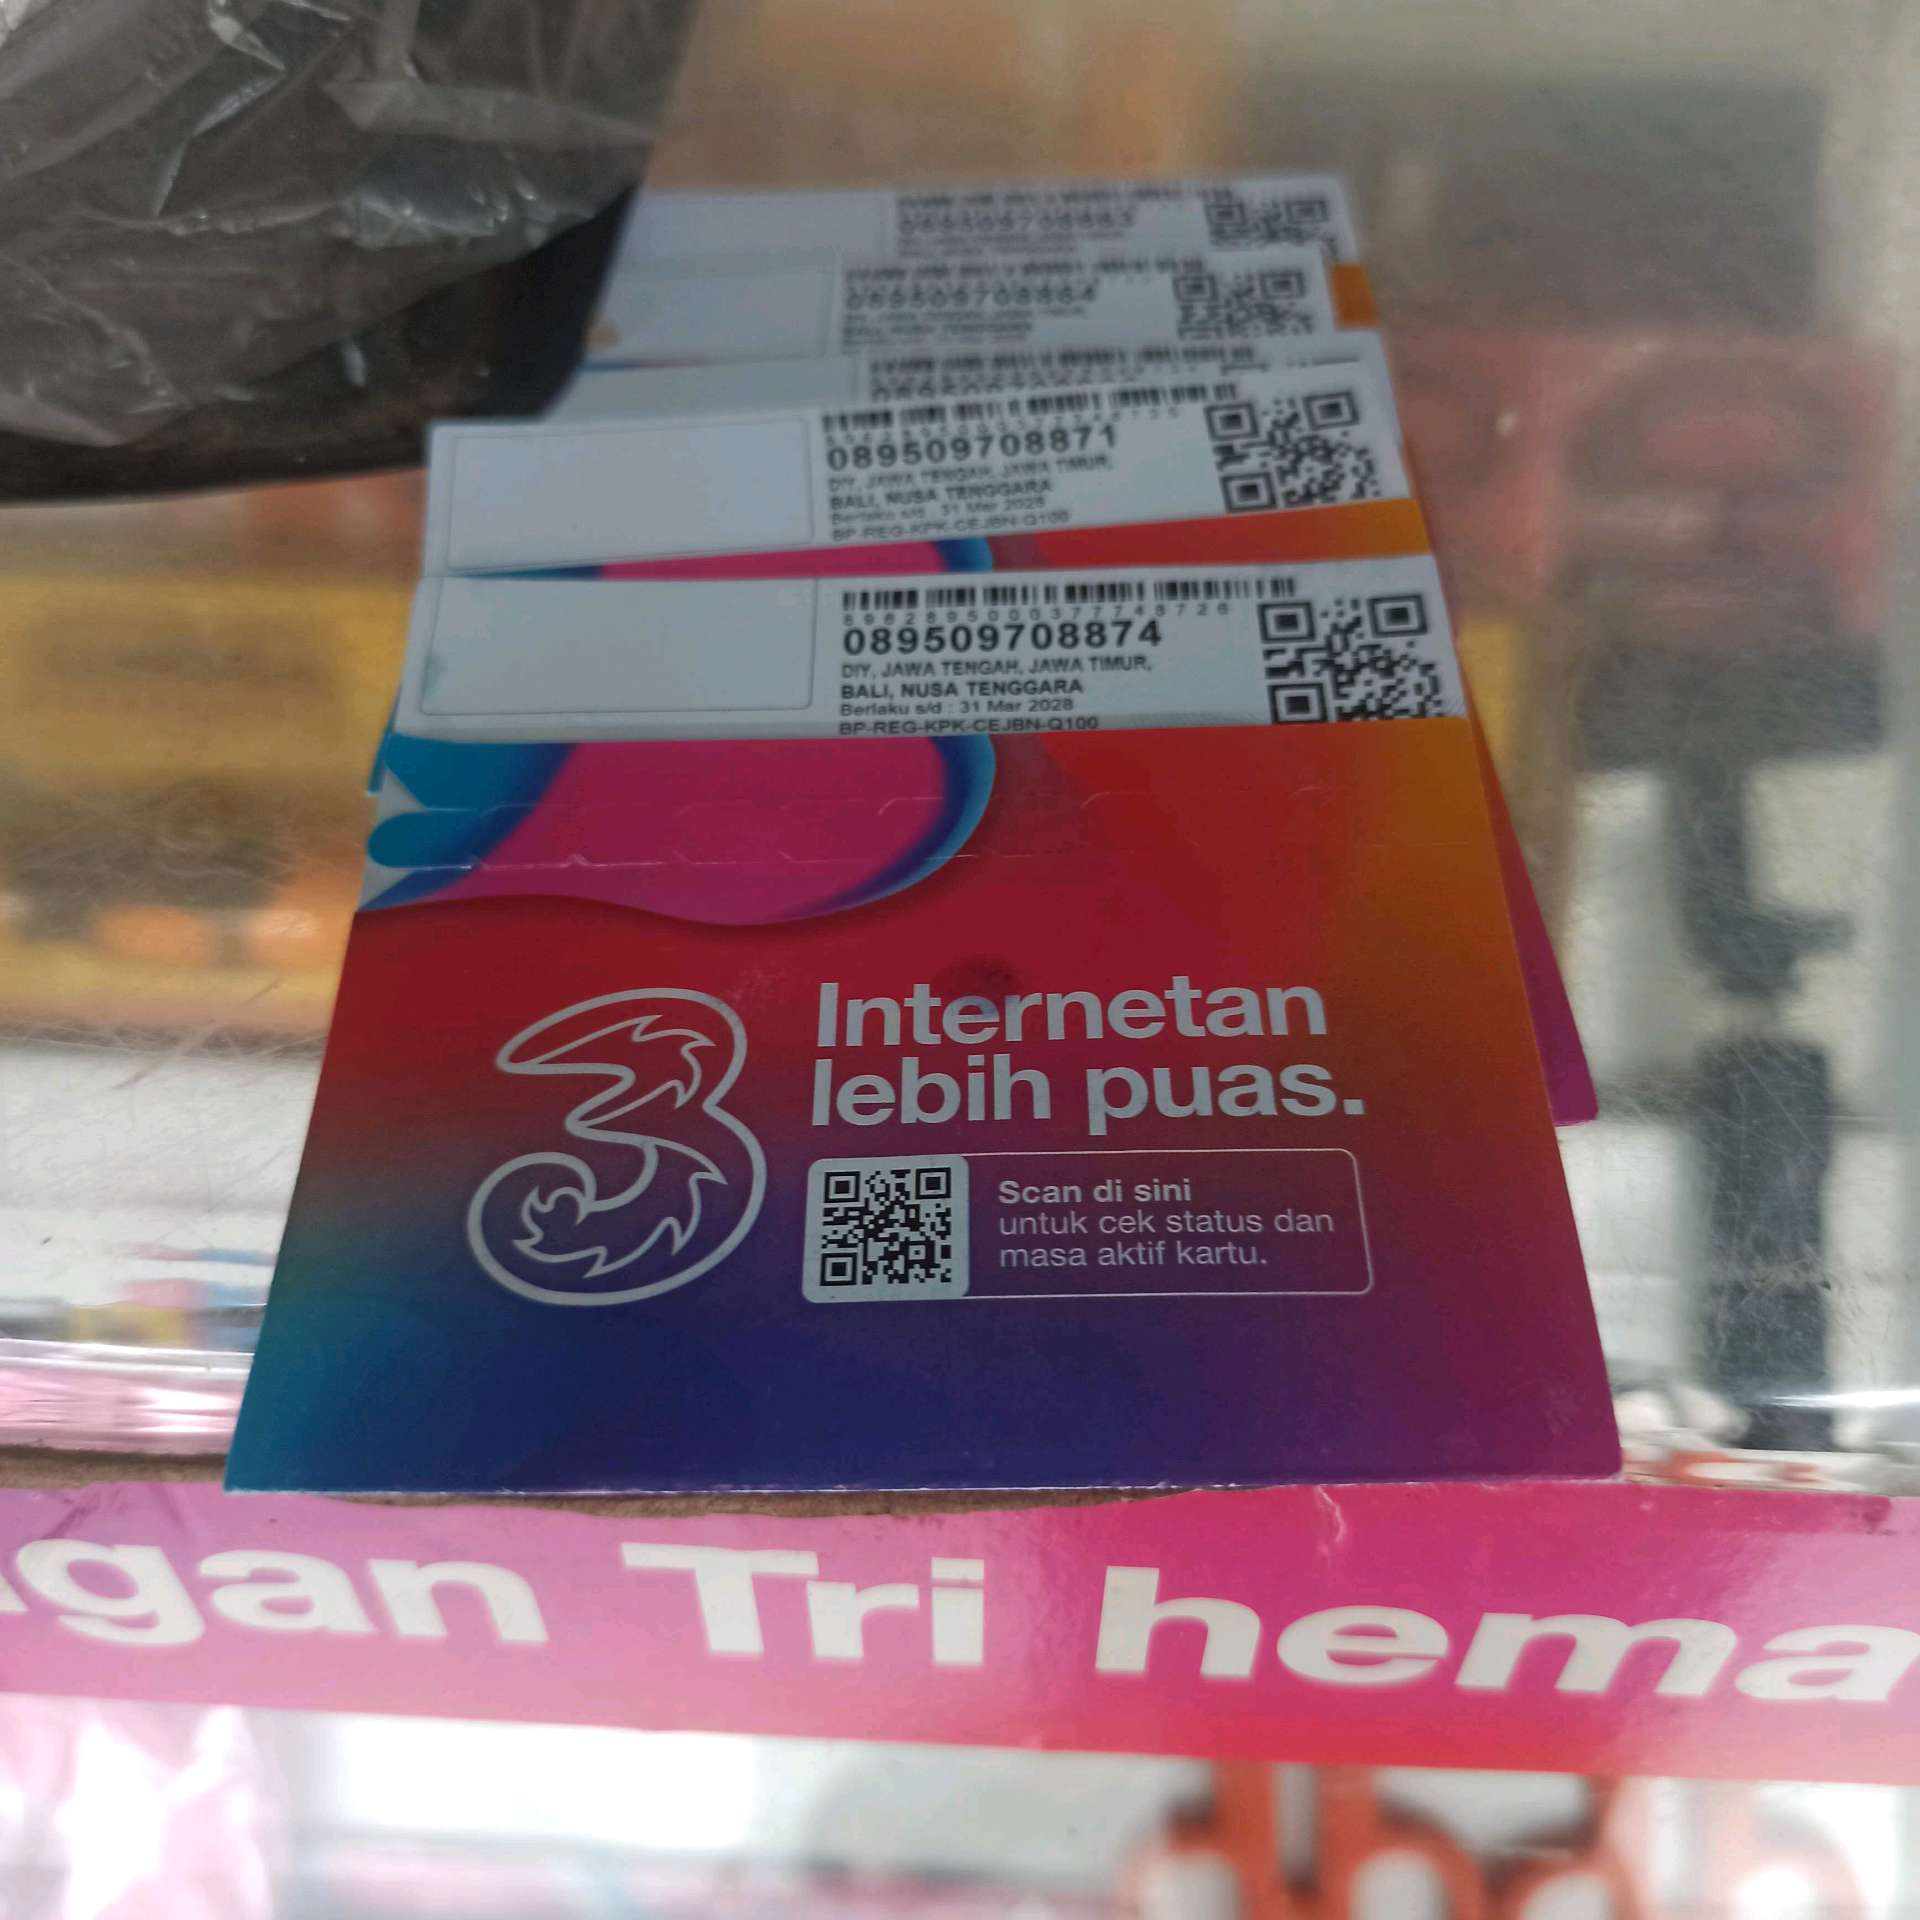 089509708864
089509708871
DIY, JAWA TENGAH, JAWA TIMUR,
BALI, NUSA TENGGARA
Berlaku s/d : 31 Mar 2028
BP-REG-KPK-CEJBN-Q100
8962895000377748726
089509708874
DIY, JAWA TENGAH, JAWA TIMUR,
BALI, NUSA TENGGARA
Berlaku s/d : 31 Mar 2028
BP-REG-KPK-CEJBN-Q100
3
Internetan
lebih puas.
Scan di sini
untuk cek status dan
masa aktif kartu.
gan Tri hema